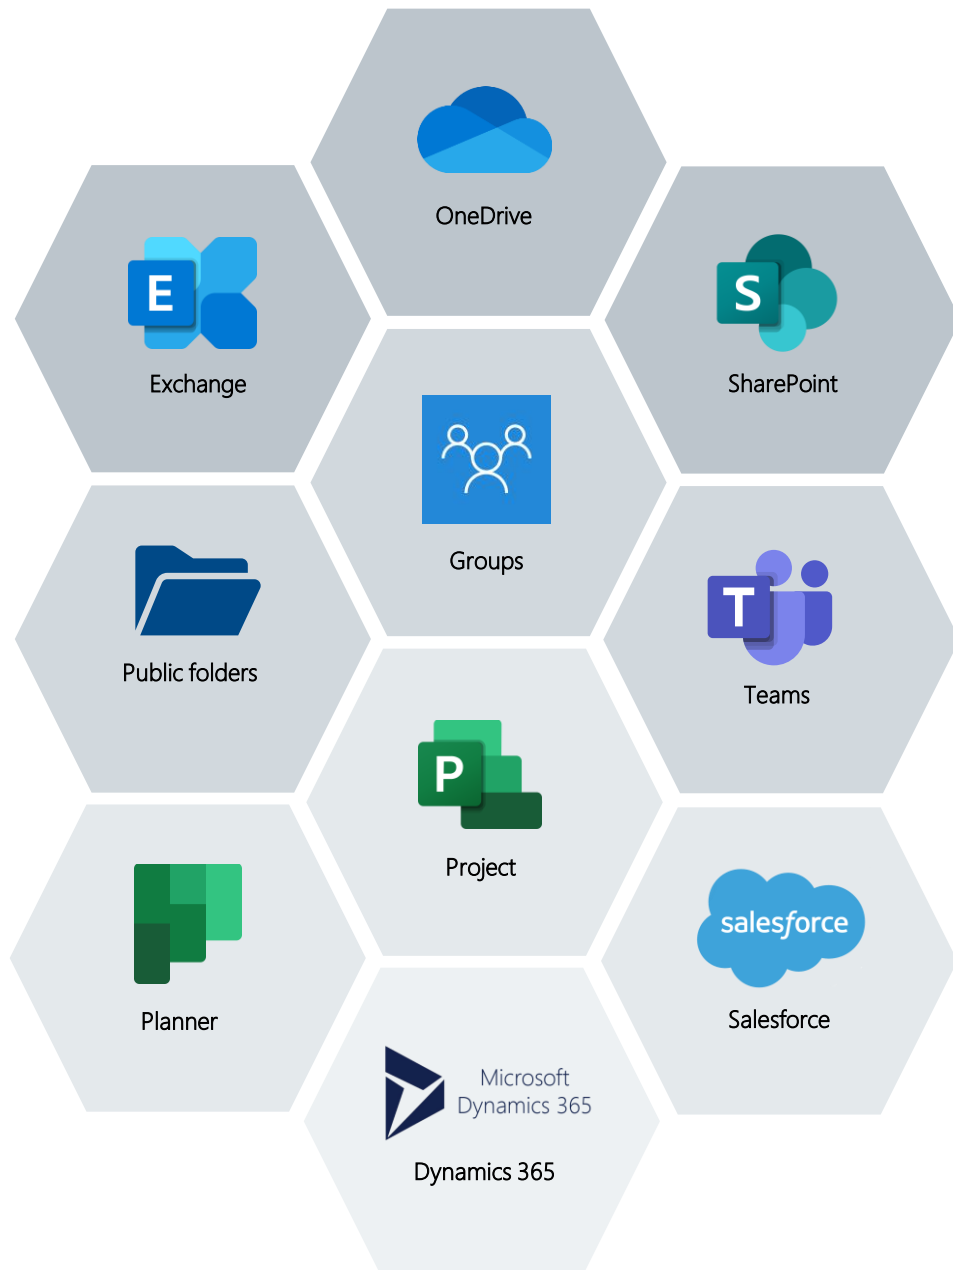 OneDrive
E
Exchange
S
SharePoint
Groups
Public folders
T
Teams
P
Project
Planner
salesforce
Salesforce
Microsoft
Dynamics 365
Dynamics 365